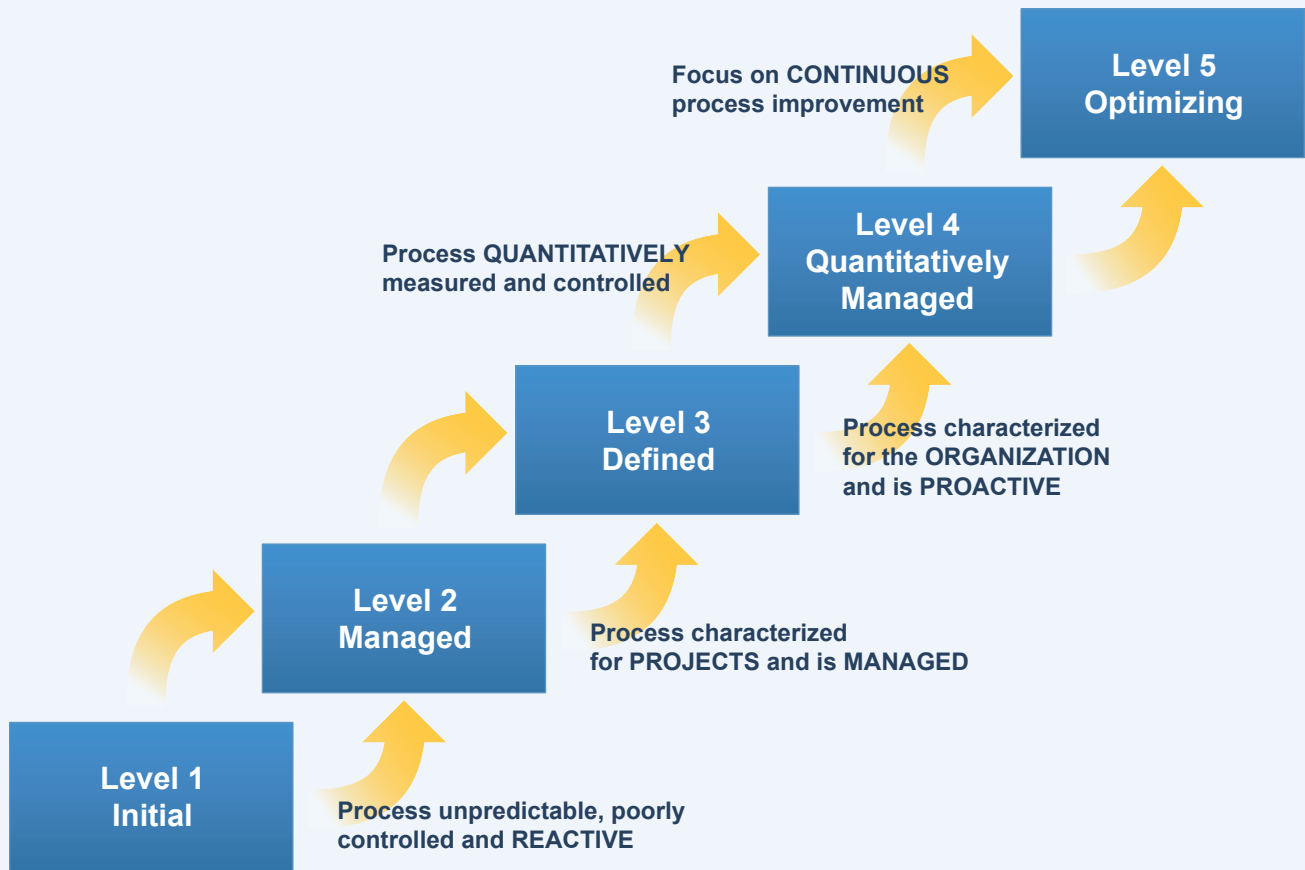 Focus on CONTINUOUS
process improvement
Level 5
Optimizing
Process QUANTITATIVELY
measured and controlled
Level 4
Quantitatively
Managed
Level 3
Defined
Process characterized
for the ORGANIZATION
and is PROACTIVE
Level 2
Managed
Process characterized
for PROJECTS and is MANAGED
Level 1
Initial
Process unpredictable, poorly
controlled and REACTIVE